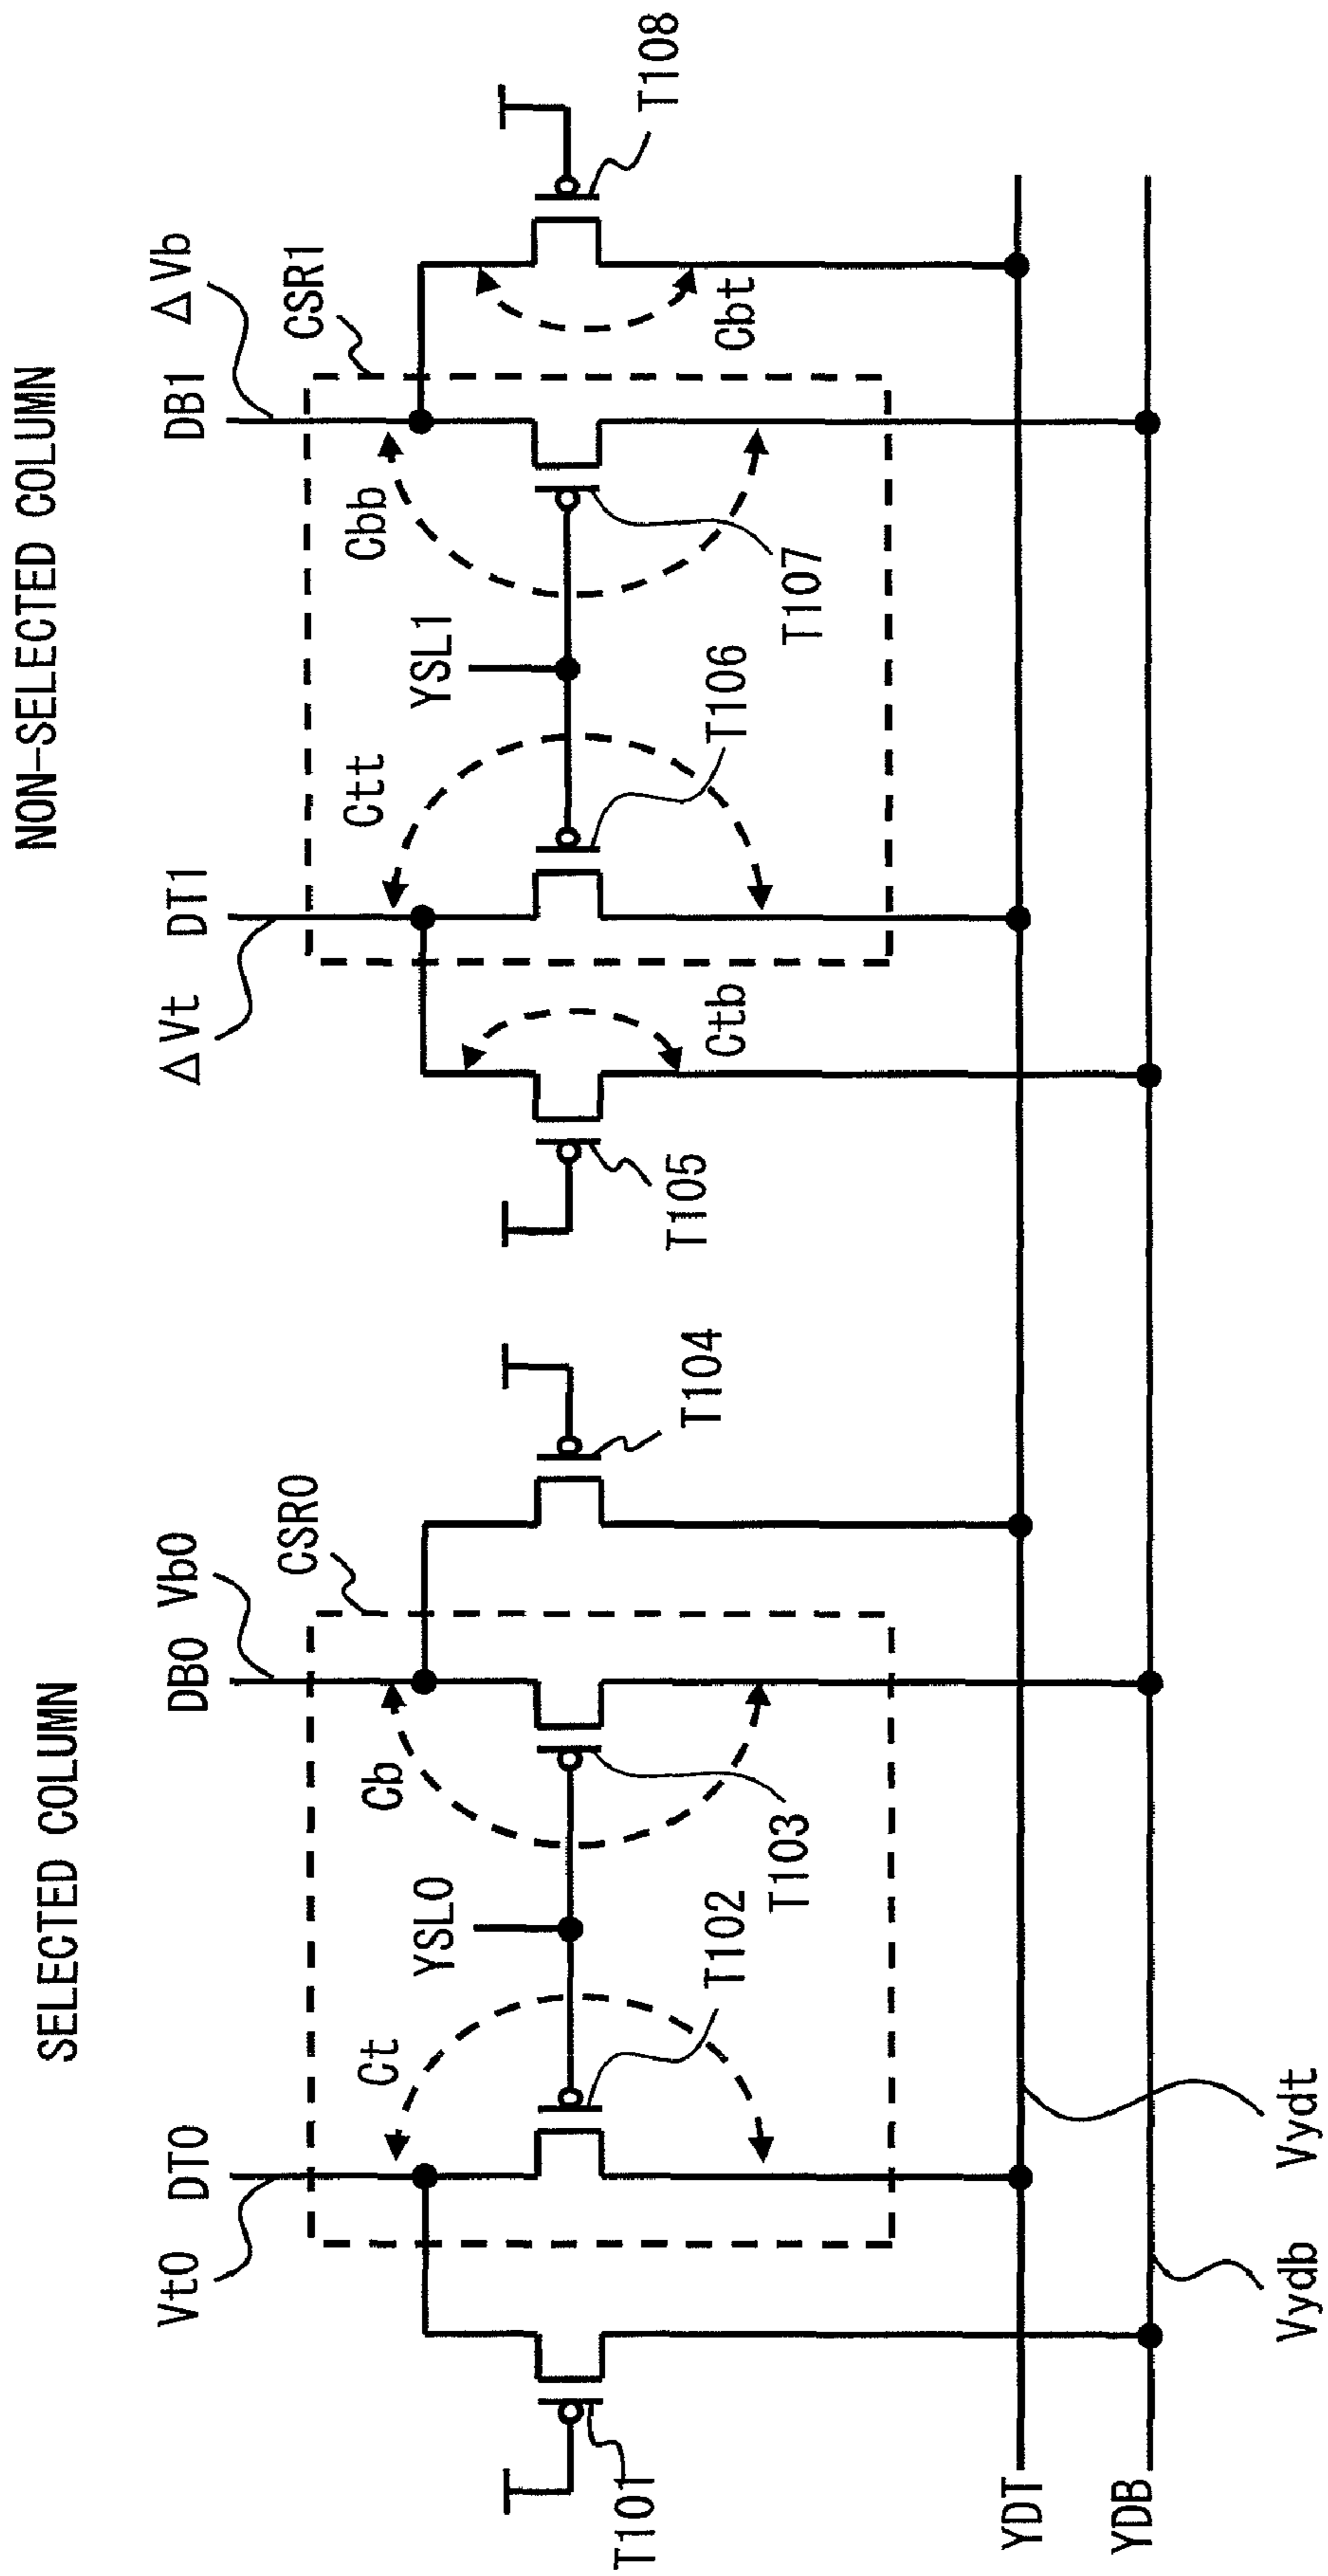 SELECTED COLUMN
NON-SELECTED COLUMN
Vt0
DT0
DB0
Vb0
CSR0
ΔVt
DT1
DB1
ΔVb
CSR1
Ct
YSL0
Cb
Ctt
YSL1
Cbb
T101
T102
T103
T104
T105
Ctb
T106
T107
Cbt
T108
YDT
YDB
Vydb
Vydt